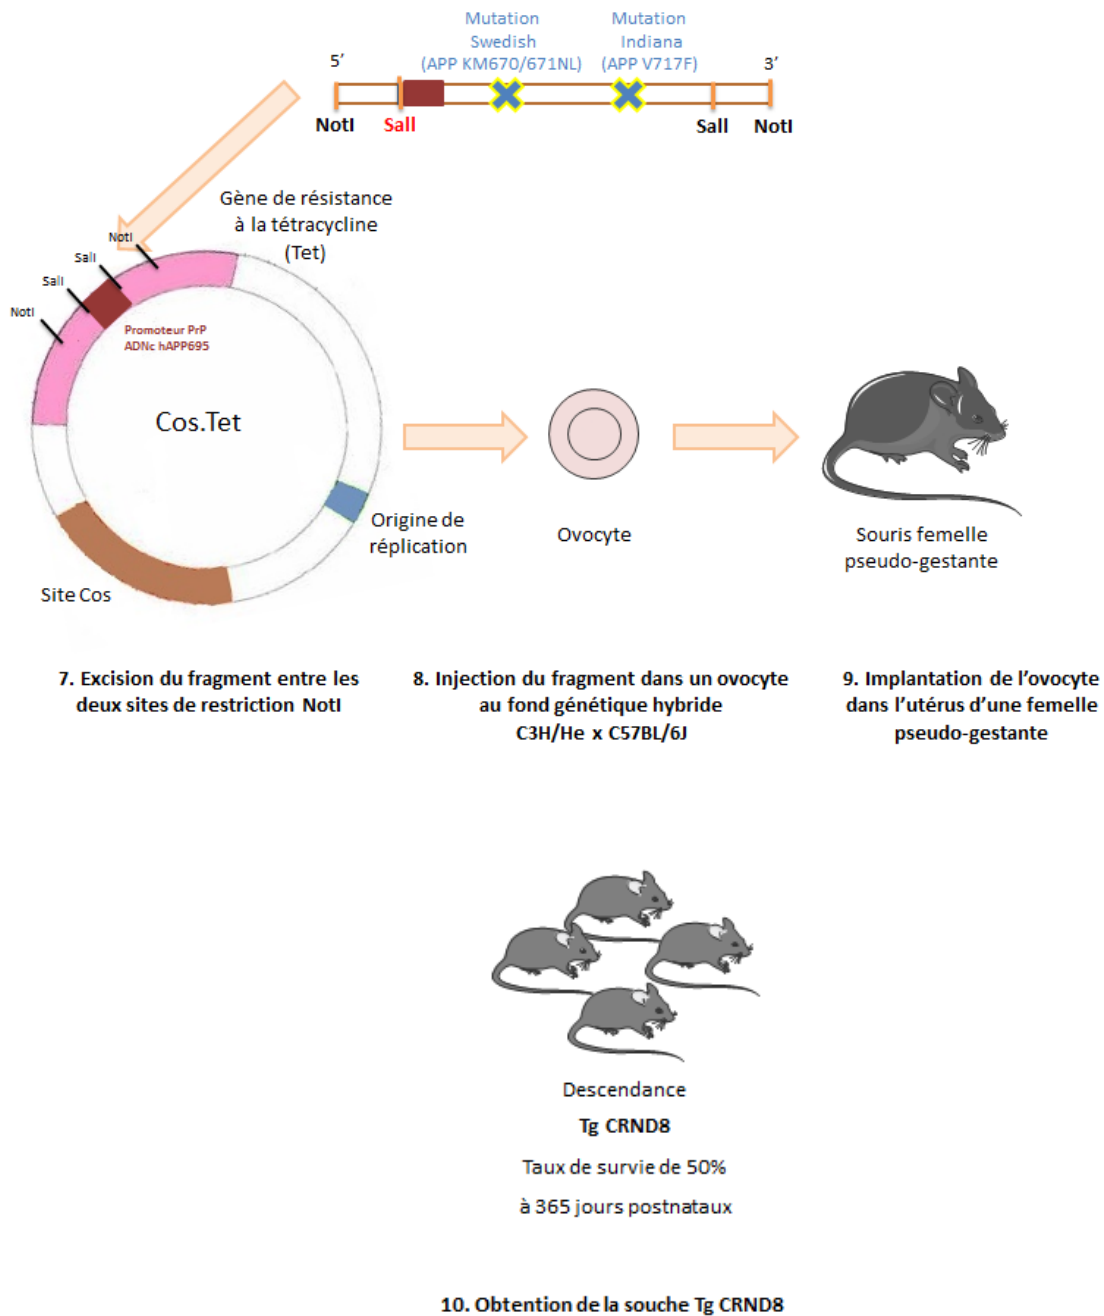 Mutation
Swedish
(APP KM670/671NL)
Mutation
Indiana
(APP V717F)
5’
3’
NotI
SalI
SalI
NotI
Gène de résistance
à la tétracycline
(Tet)
NotI
SalI
SalI
NotI
Promoteur PrP
ADNc hAPP695
Cos.Tet
Origine de
réplication
Site Cos
Ovocyte
Souris femelle
pseudo-gestante
7. Excision du fragment entre les
deux sites de restriction NotI
8. Injection du fragment dans un ovocyte
au fond génétique hybride
C3H/He x C57BL/6J
9. Implantation de l’ovocyte
dans l’utérus d’une femelle
pseudo-gestante
Descendance
Tg CRND8
Taux de survie de 50%
à 365 jours postnataux
10. Obtention de la souche Tg CRND8